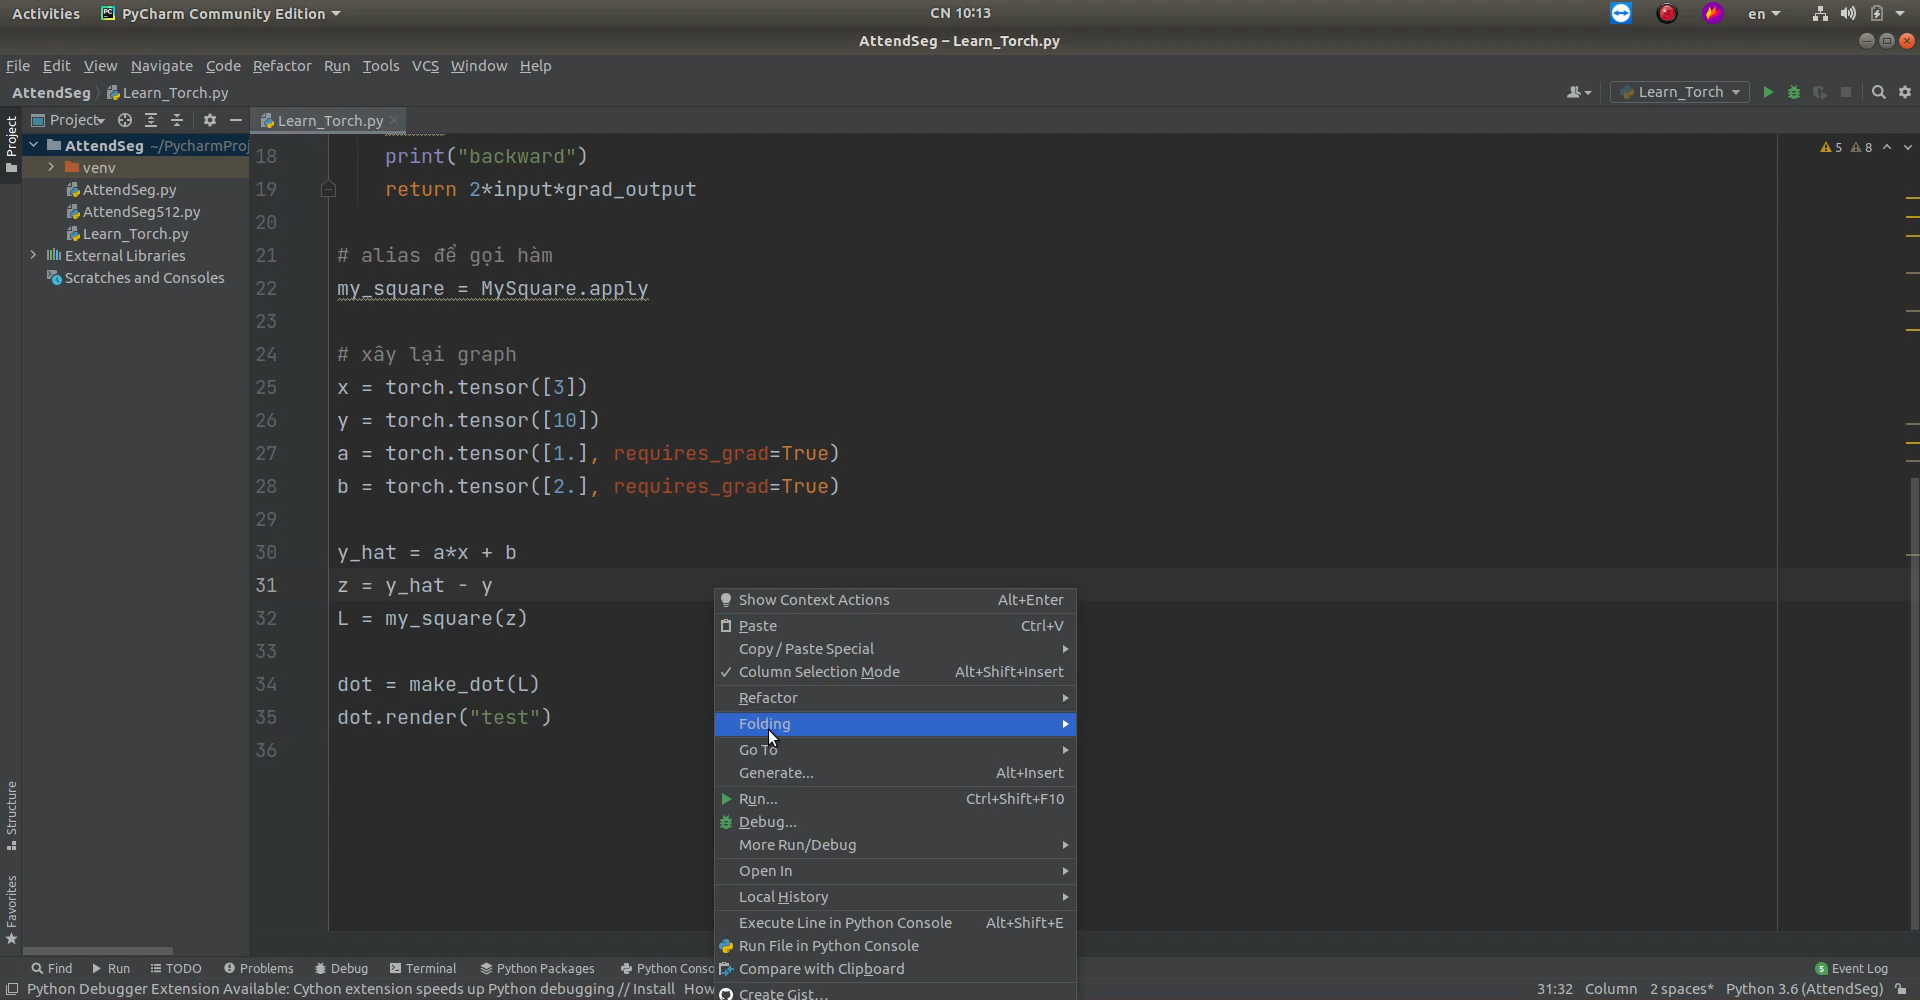 Activities PyCharm Community Edition CN 10:13 en
AttendSeg – Learn_Torch.py
File Edit View Navigate Code Refactor Run Tools VCS Window Help
AttendSeg Learn_Torch.py Learn_Torch
Project
Project
Learn_Torch.py
AttendSeg ~/PycharmProj
venv
AttendSeg.py
AttendSeg512.py
Learn_Torch.py
External Libraries
Scratches and Consoles
5 8
18 print("backward")
19 return 2*input*grad_output
20
21 # alias để gọi hàm
22 my_square = MySquare.apply
23
24 # xây lại graph
25 x = torch.tensor([3])
26 y = torch.tensor([10])
27 a = torch.tensor([1.], requires_grad=True)
28 b = torch.tensor([2.], requires_grad=True)
29
30 y_hat = a*x + b
31 z = y_hat - y
32 L = my_square(z)
33
34 dot = make_dot(L)
35 dot.render("test")
36
Show Context Actions Alt+Enter
Paste Ctrl+V
Copy / Paste Special
Column Selection Mode Alt+Shift+Insert
Refactor
Folding
Go To
Generate... Alt+Insert
Run... Ctrl+Shift+F10
Debug...
More Run/Debug
Open In
Local History
Execute Line in Python Console Alt+Shift+E
Run File in Python Console
Compare with Clipboard
Create Gist...
Structure
Favorites
Find Run TODO Problems Debug Terminal Python Packages Python Conso 5 Event Log
Python Debugger Extension Available: Cython extension speeds up Python debugging // Install How 31:32 Column 2 spaces* Python 3.6 (AttendSeg)